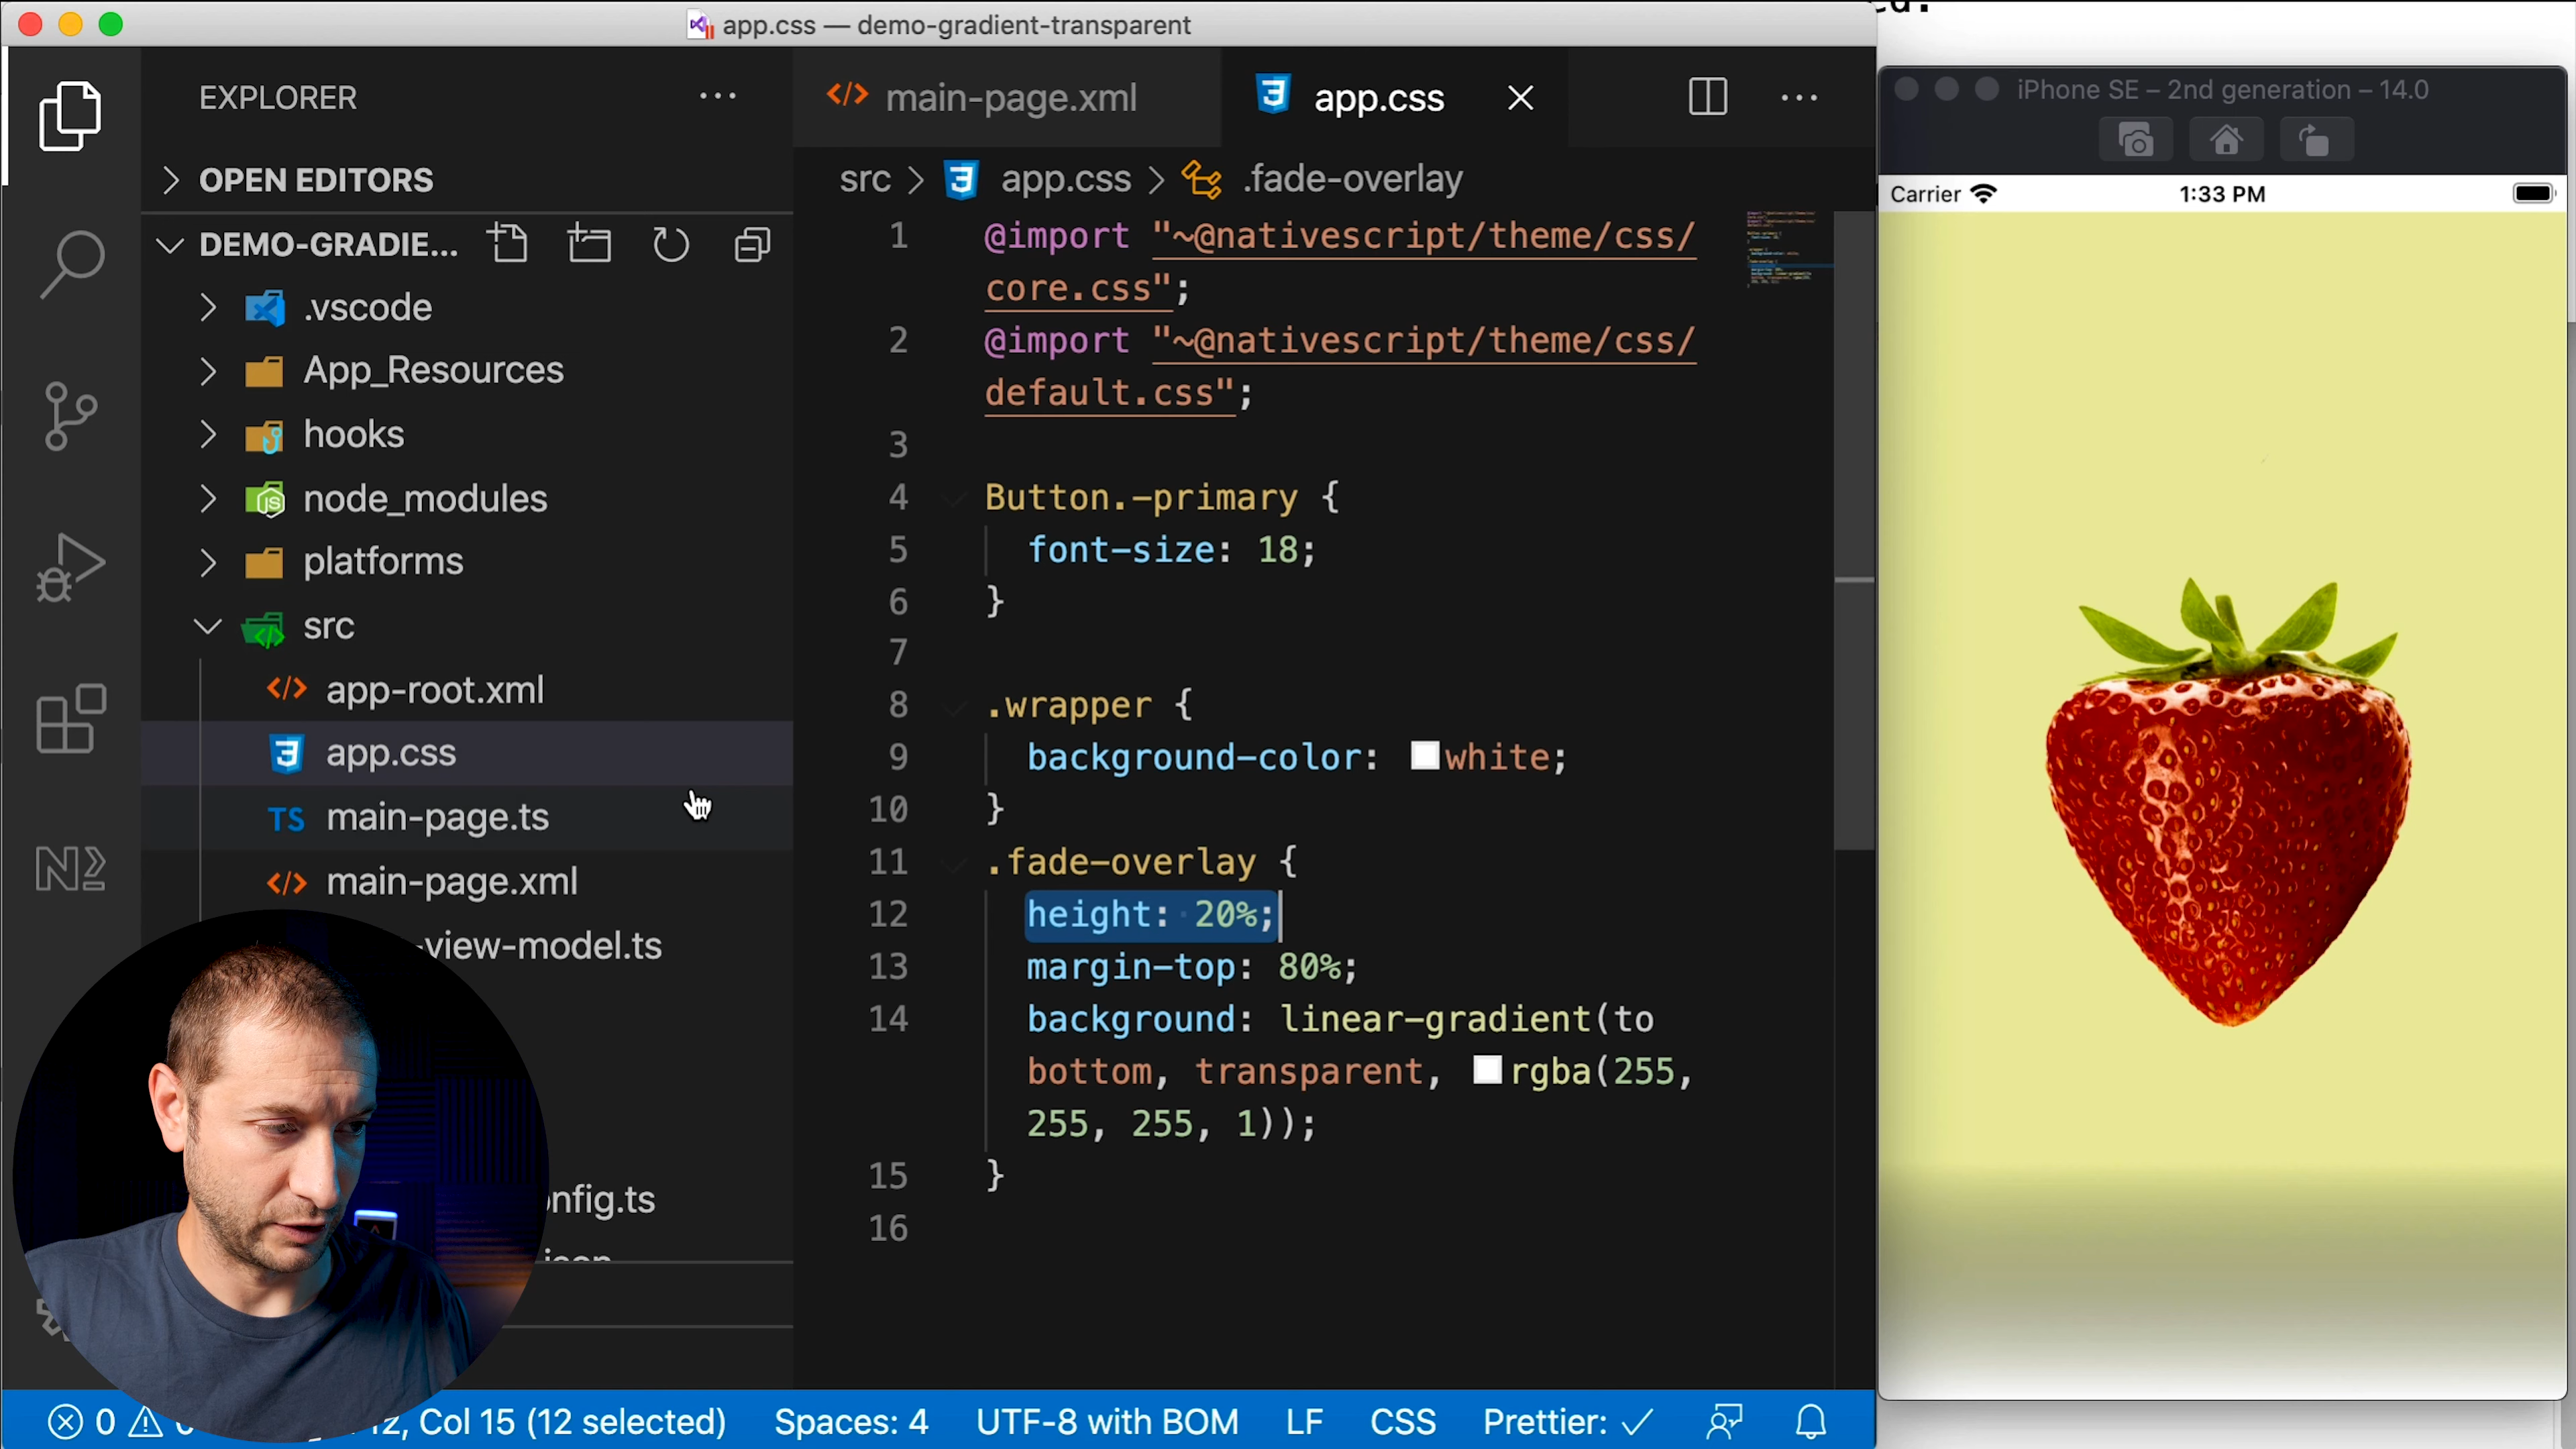 app.css — demo-gradient-transparent
EXPLORER
OPEN EDITORS
DEMO-GRADIE...
.vscode
App_Resources
hooks
node_modules
platforms
src
app-root.xml
app.css
main-page.ts
main-page.xml
-view-model.ts
nfig.ts
main-page.xml
app.css
src > app.css > .fade-overlay
1 @import "~@nativescript/theme/css/
core.css";
2 @import "~@nativescript/theme/css/
default.css";
3
4 Button.-primary {
5 font-size: 18;
6 }
7
8 .wrapper {
9 background-color: white;
10 }
11 .fade-overlay {
12 height: 20%;
13 margin-top: 80%;
14 background: linear-gradient(to
bottom, transparent, rgba(255,
255, 255, 1));
15 }
16
0 Col 15 (12 selected) Spaces: 4 UTF-8 with BOM LF CSS Prettier: ✓
iPhone SE – 2nd generation – 14.0
Carrier 1:33 PM